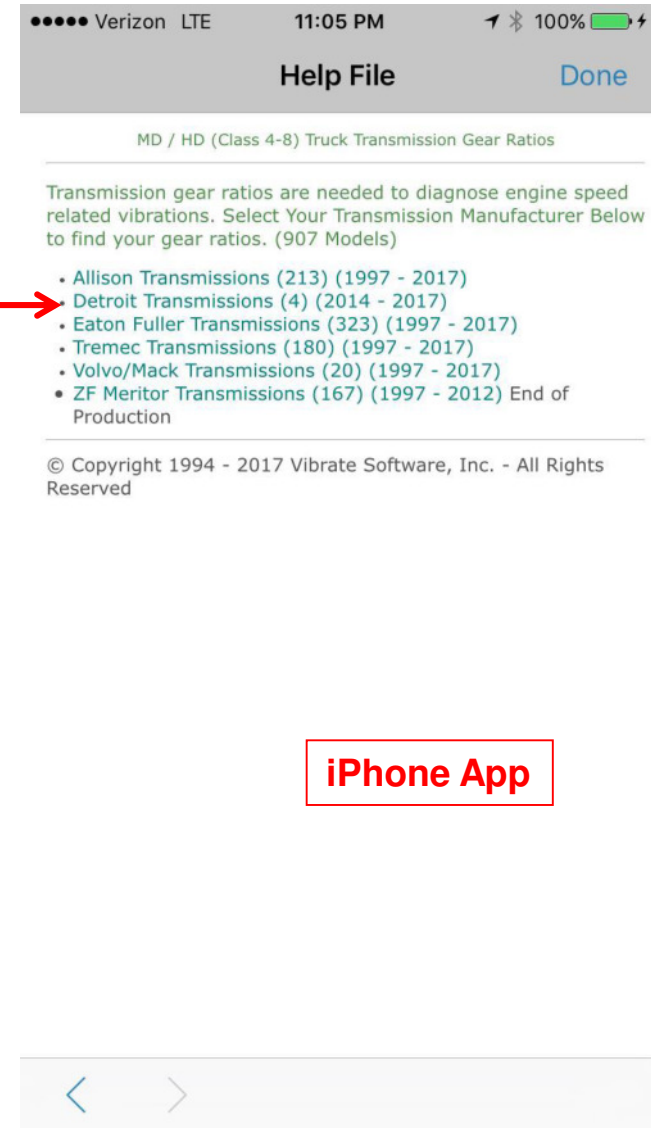 ●●●●● Verizon LTE 11:05 PM 100%
Help File Done
MD / HD (Class 4-8) Truck Transmission Gear Ratios
Transmission gear ratios are needed to diagnose engine speed
related vibrations. Select Your Transmission Manufacturer Below
to find your gear ratios. (907 Models)
• Allison Transmissions (213) (1997 - 2017)
• Detroit Transmissions (4) (2014 - 2017)
• Eaton Fuller Transmissions (323) (1997 - 2017)
• Tremec Transmissions (180) (1997 - 2017)
• Volvo/Mack Transmissions (20) (1997 - 2017)
• ZF Meritor Transmissions (167) (1997 - 2012) End of
Production
© Copyright 1994 - 2017 Vibrate Software, Inc. - All Rights
Reserved
iPhone App